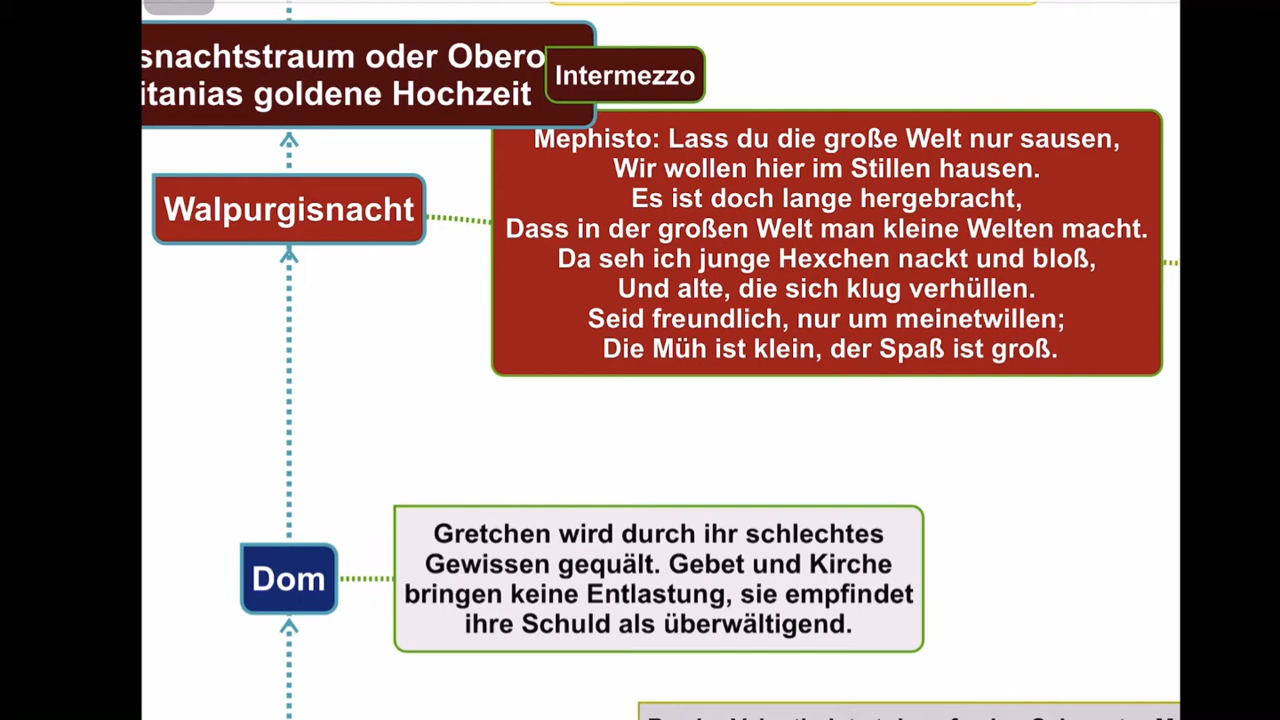 snachtstraum oder Obero
itanias goldene Hochzeit
Intermezzo
Mephisto: Lass du die große Welt nur sausen,
Wir wollen hier im Stillen hausen.
Es ist doch lange hergebracht,
Dass in der großen Welt man kleine Welten macht.
Da seh ich junge Hexchen nackt und bloß,
Und alte, die sich klug verhüllen.
Seid freundlich, nur um meinetwillen;
Die Müh ist klein, der Spaß ist groß.
Walpurgisnacht
Gretchen wird durch ihr schlechtes
Gewissen gequält. Gebet und Kirche
bringen keine Entlastung, sie empfindet
ihre Schuld als überwältigend.
Dom